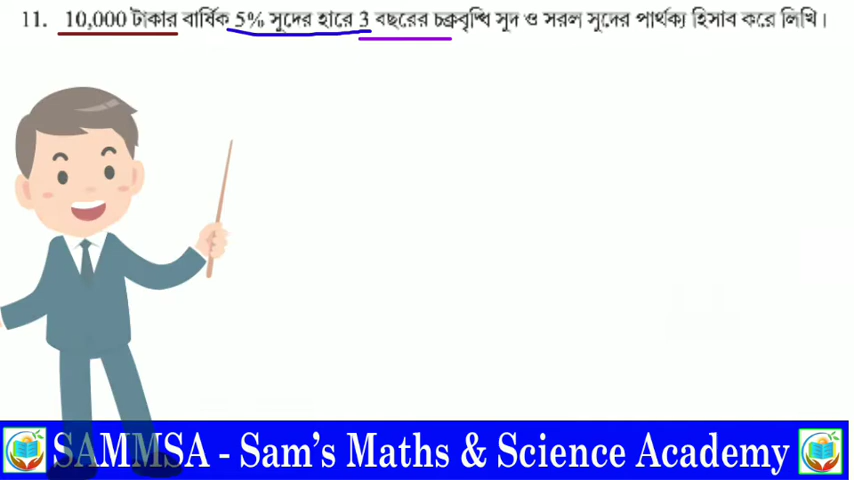 11. 10,000 টাকার বার্ষিক 5% সুদের হারে 3 বছরের চক্রবৃদ্ধি সুদ ও সরল সুদের পার্থক্য হিসাব করে লিখি।
SAMMSA - Sam's Maths & Science Academy